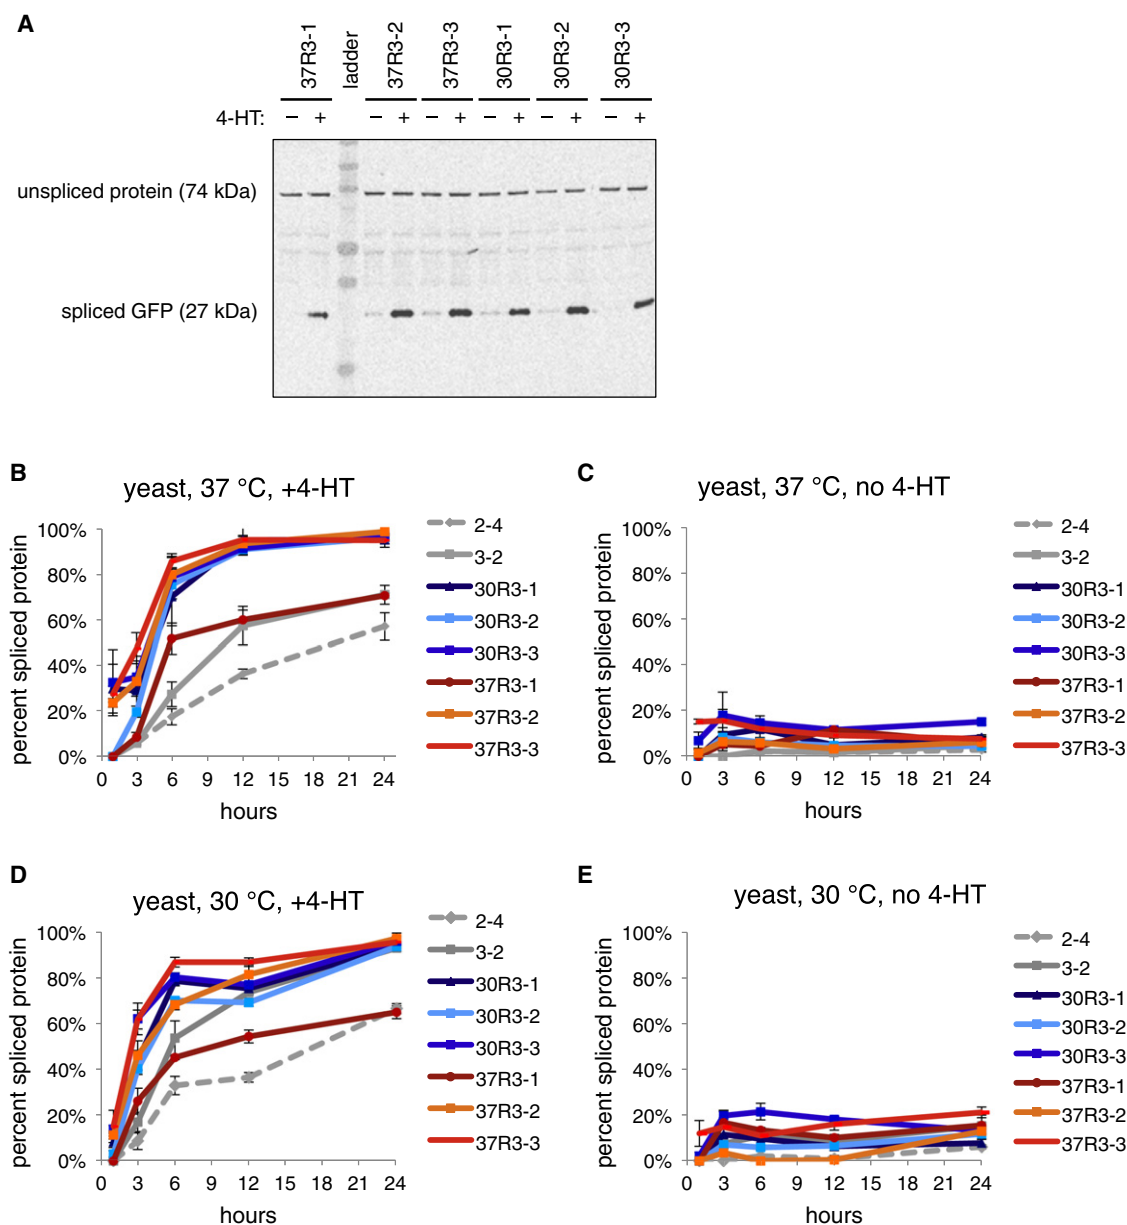 A
37R3-1 ladder 37R3-2 37R3-3 30R3-1 30R3-2 30R3-3
4-HT: – + – + – + – + – + – +
unspliced protein (74 kDa)
spliced GFP (27 kDa)
B
yeast, 37 °C, +4-HT
percent spliced protein
100%
80%
60%
40%
20%
0%
0 3 6 9 12 15 18 21 24
hours
2-4
3-2
30R3-1
30R3-2
30R3-3
37R3-1
37R3-2
37R3-3
C
yeast, 37 °C, no 4-HT
percent spliced protein
100%
80%
60%
40%
20%
0%
0 3 6 9 12 15 18 21 24
hours
2-4
3-2
30R3-1
30R3-2
30R3-3
37R3-1
37R3-2
37R3-3
D
yeast, 30 °C, +4-HT
percent spliced protein
100%
80%
60%
40%
20%
0%
0 3 6 9 12 15 18 21 24
hours
2-4
3-2
30R3-1
30R3-2
30R3-3
37R3-1
37R3-2
37R3-3
E
yeast, 30 °C, no 4-HT
percent spliced protein
100%
80%
60%
40%
20%
0%
0 3 6 9 12 15 18 21 24
hours
2-4
3-2
30R3-1
30R3-2
30R3-3
37R3-1
37R3-2
37R3-3